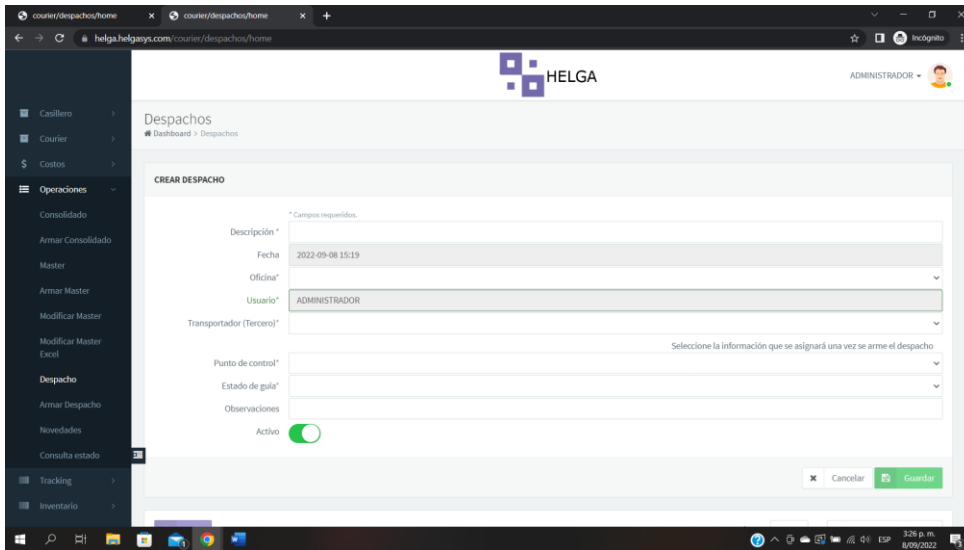 courier/despachos/home
courier/despachos/home
helga.helgasys.com/courier/despachos/home
Incógnito
HELGA
ADMINISTRADOR
Casillero
Courier
Costos
Operaciones
Consolidado
Armar Consolidado
Master
Armar Master
Modificar Master
Modificar Master
Excel
Despacho
Armar Despacho
Novedades
Consulta estado
Tracking
Inventario
Despachos
Dashboard > Despachos
CREAR DESPACHO
* Campos requeridos.
Descripción *
Fecha 2022-09-08 15:19
Oficina*
Usuario* ADMINISTRADOR
Transportador (Tercero)*
Seleccione la información que se asignará una vez se arme el despacho
Punto de control*
Estado de guía*
Observaciones
Activo
Cancelar Guardar
ESP
3:26 p. m.
8/09/2022